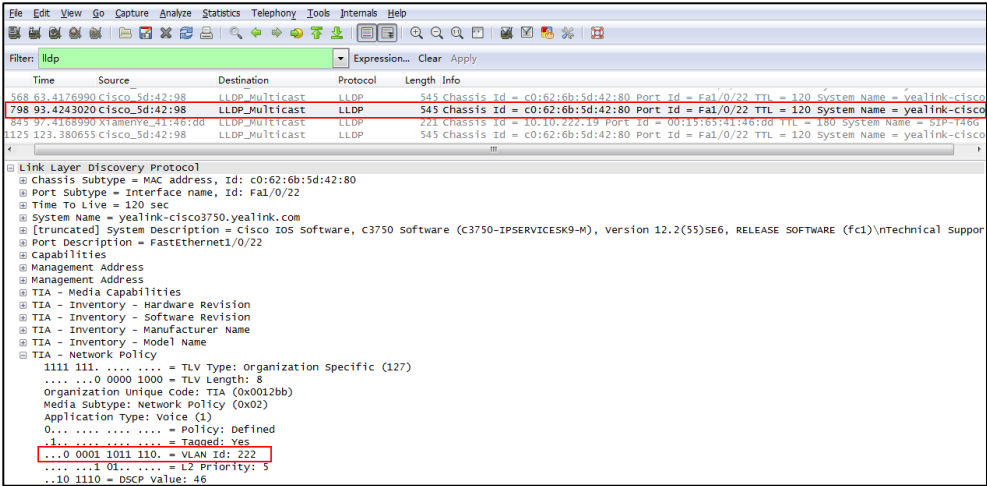 File Edit View Go Capture Analyze Statistics Telephony Tools Internals Help
Filter: lldp Expression... Clear Apply
Time Source Destination Protocol Length Info
568 63.4176990 Cisco_5d:42:98 LLDP_Multicast LLDP 545 Chassis Id = c0:62:6b:5d:42:80 Port Id = Fa1/0/22 TTL = 120 System Name = yealink-cisco
798 93.4243020 Cisco_5d:42:98 LLDP_Multicast LLDP 545 Chassis Id = c0:62:6b:5d:42:80 Port Id = Fa1/0/22 TTL = 120 System Name = yealink-cisco
845 97.4168990 XiamenYe_41:46:dd LLDP_Multicast LLDP 221 Chassis Id = 10.10.222.19 Port Id = 00:15:65:41:46:dd TTL = 180 System Name = SIP-T46G
1125 123.380655 Cisco_5d:42:98 LLDP_Multicast LLDP 545 Chassis Id = c0:62:6b:5d:42:80 Port Id = Fa1/0/22 TTL = 120 System Name = yealink-cisco
Link Layer Discovery Protocol
Chassis Subtype = MAC address, Id: c0:62:6b:5d:42:80
Port Subtype = Interface name, Id: Fa1/0/22
Time To Live = 120 sec
System Name = yealink-cisco3750.yealink.com
[truncated] System Description = Cisco IOS Software, C3750 Software (C3750-IPSERVICESK9-M), Version 12.2(55)SE6, RELEASE SOFTWARE (fc1)\nTechnical Suppor
Port Description = FastEthernet1/0/22
Capabilities
Management Address
Management Address
TIA - Media Capabilities
TIA - Inventory - Hardware Revision
TIA - Inventory - Software Revision
TIA - Inventory - Manufacturer Name
TIA - Inventory - Model Name
TIA - Network Policy
1111 111. .... .... = TLV Type: Organization Specific (127)
.... ...0 0000 1000 = TLV Length: 8
Organization Unique Code: TIA (0x0012bb)
Media Subtype: Network Policy (0x02)
Application Type: Voice (1)
0... .... .... .... = Policy: Defined
.1.. .... .... .... = Tagged: Yes
...0 0001 1011 110. = VLAN Id: 222
.... ...1 01.. .... = L2 Priority: 5
..10 1110 = DSCP Value: 46